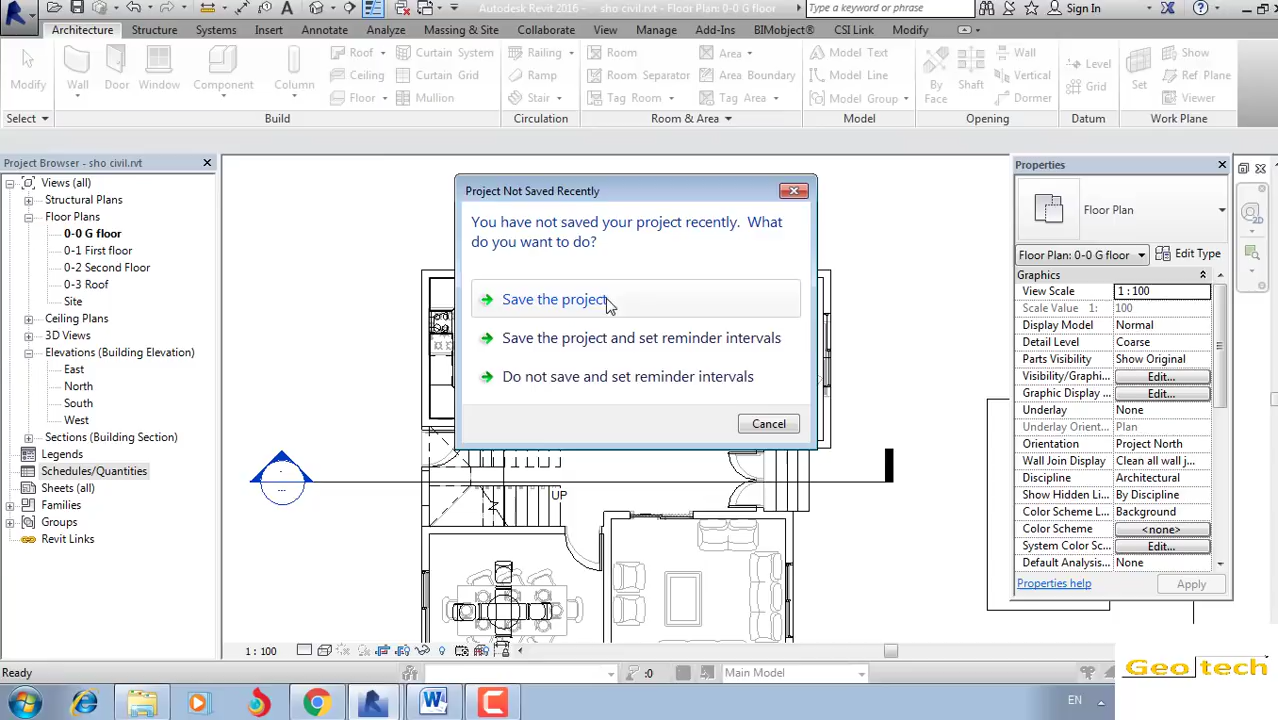 Autodesk Revit 2016 - sho civil.rvt - Floor Plan: 0-0 G floor
Type a keyword or phrase
Sign In
Architecture Structure Systems Insert Annotate Analyze Massing & Site Collaborate View Manage Add-Ins BIMobject® CSI Link Modify
Modify Wall Door Window Component Column Roof Ceiling Floor Curtain System Curtain Grid Mullion
Railing Ramp Stair
Room Room Separator Tag Room Area Area Boundary Tag Area
Model Text Model Line Model Group
By Face Shaft Wall Vertical Dormer
Level Grid
Set Show Ref Plane Viewer
Select Build Circulation Room & Area Model Opening Datum Work Plane
Project Browser - sho civil.rvt
Views (all)
Structural Plans
Floor Plans
0-0 G floor
0-1 First floor
0-2 Second Floor
0-3 Roof
Site
Ceiling Plans
3D Views
Elevations (Building Elevation)
East
North
South
West
Sections (Building Section)
Legends
Schedules/Quantities
Sheets (all)
Families
Groups
Revit Links
Project Not Saved Recently
You have not saved your project recently. What
do you want to do?
Save the project
Save the project and set reminder intervals
Do not save and set reminder intervals
Cancel
UP
Properties
Floor Plan
Floor Plan: 0-0 G floor Edit Type
Graphics
View Scale 1 : 100
Scale Value 1: 100
Display Model Normal
Detail Level Coarse
Parts Visibility Show Original
Visibility/Graphi... Edit...
Graphic Display ... Edit...
Underlay None
Underlay Orient... Plan
Orientation Project North
Wall Join Display Clean all wall j...
Discipline Architectural
Show Hidden Li... By Discipline
Color Scheme L... Background
Color Scheme <none>
System Color Sc... Edit...
Default Analysis... None
Properties help Apply
2D
1 : 100
Ready
:0
Main Model
EN
Geo tech